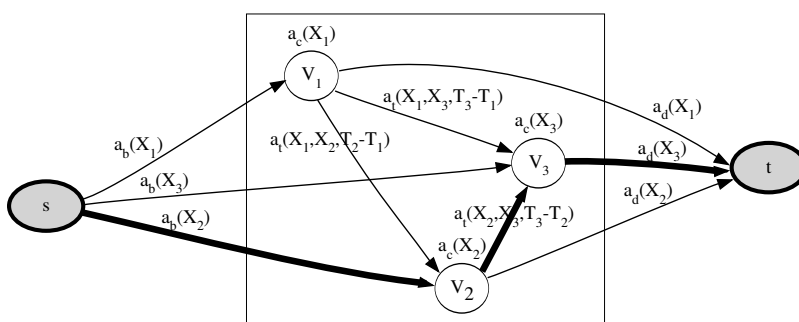 a_c(X_1)
V_1
a_t(X_1,X_3,T_3-T_1)
a_d(X_1)
a_c(X_3)
a_t(X_1,X_2,T_2-T_1)
a_b(X_1)
a_d(X_3)
V_3
t
a_b(X_3)
a_d(X_2)
s
a_b(X_2)
a_t(X_2,X_3,T_3-T_2)
a_c(X_2)
V_2